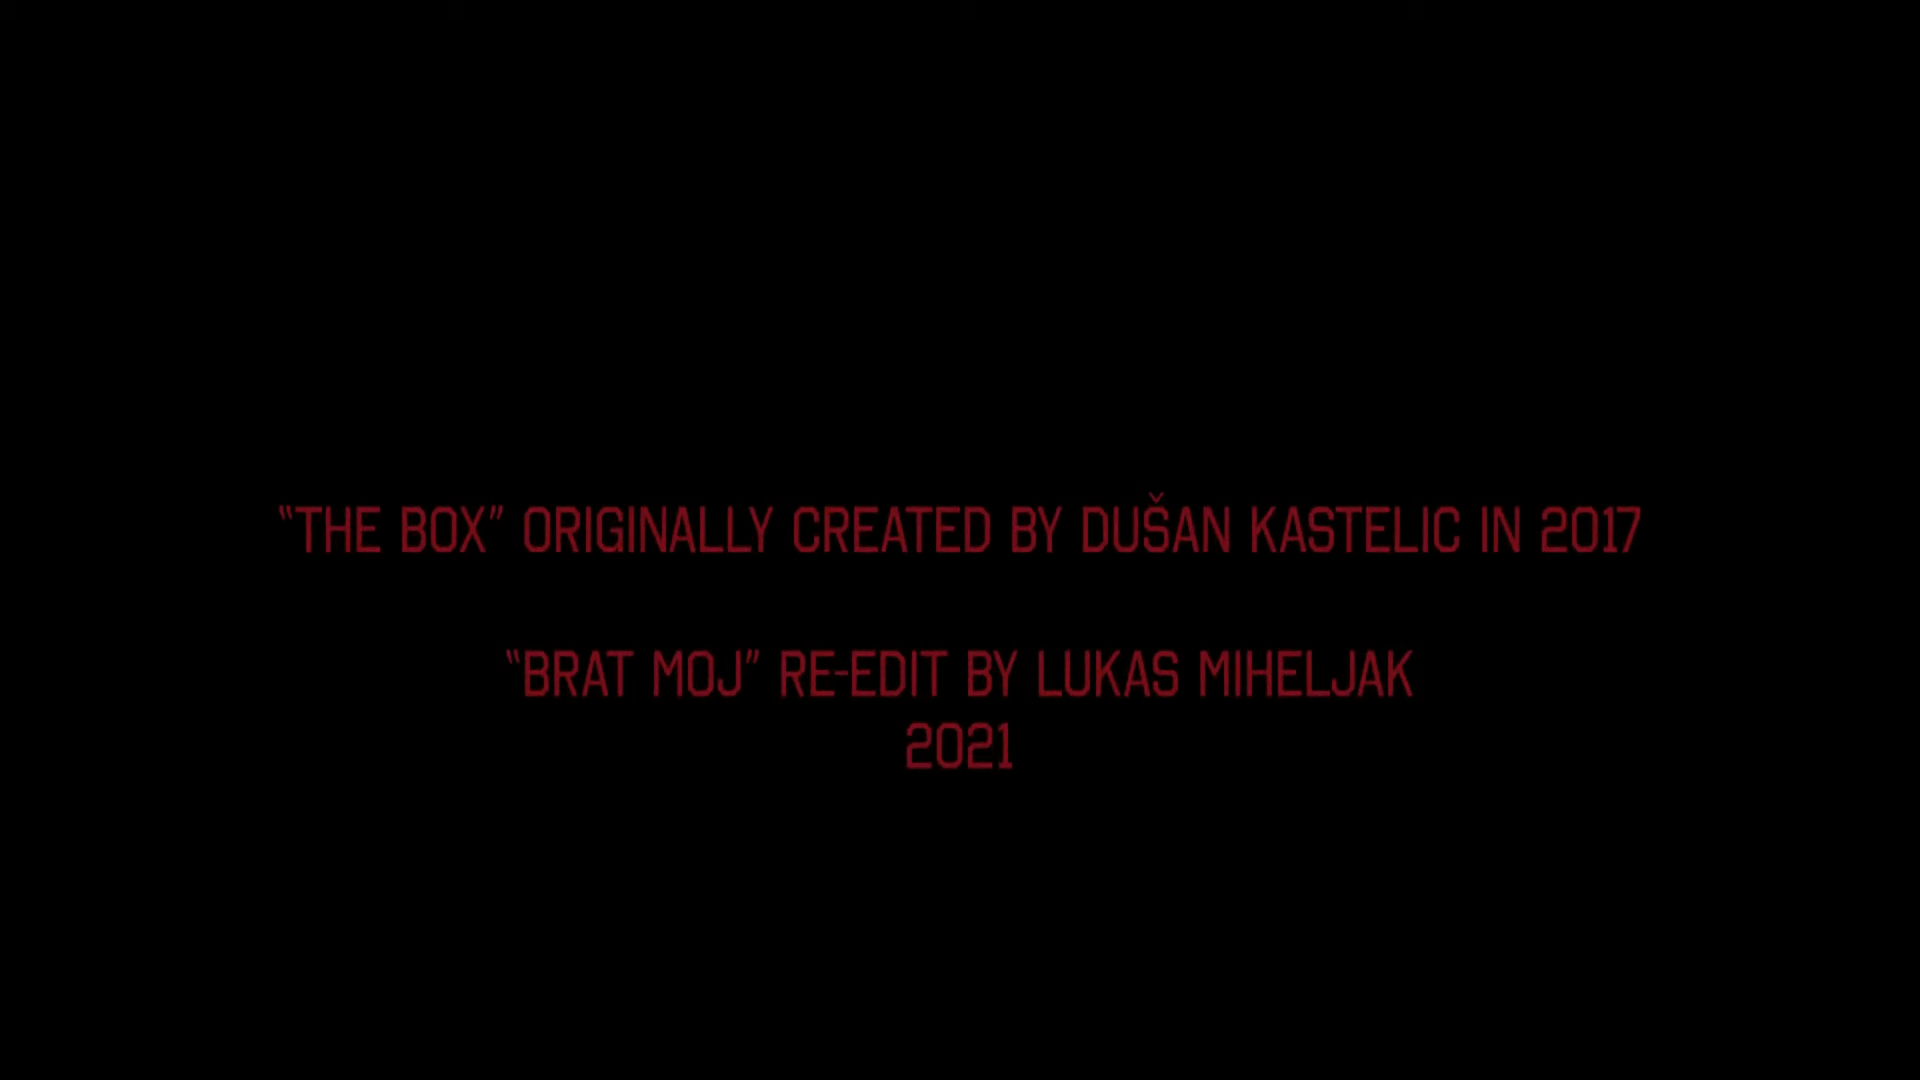 “THE BOX” ORIGINALLY CREATED BY DUŠAN KASTELIC IN 2017
“BRAT MOJ” RE-EDIT BY LUKAS MIHELJAK
2021